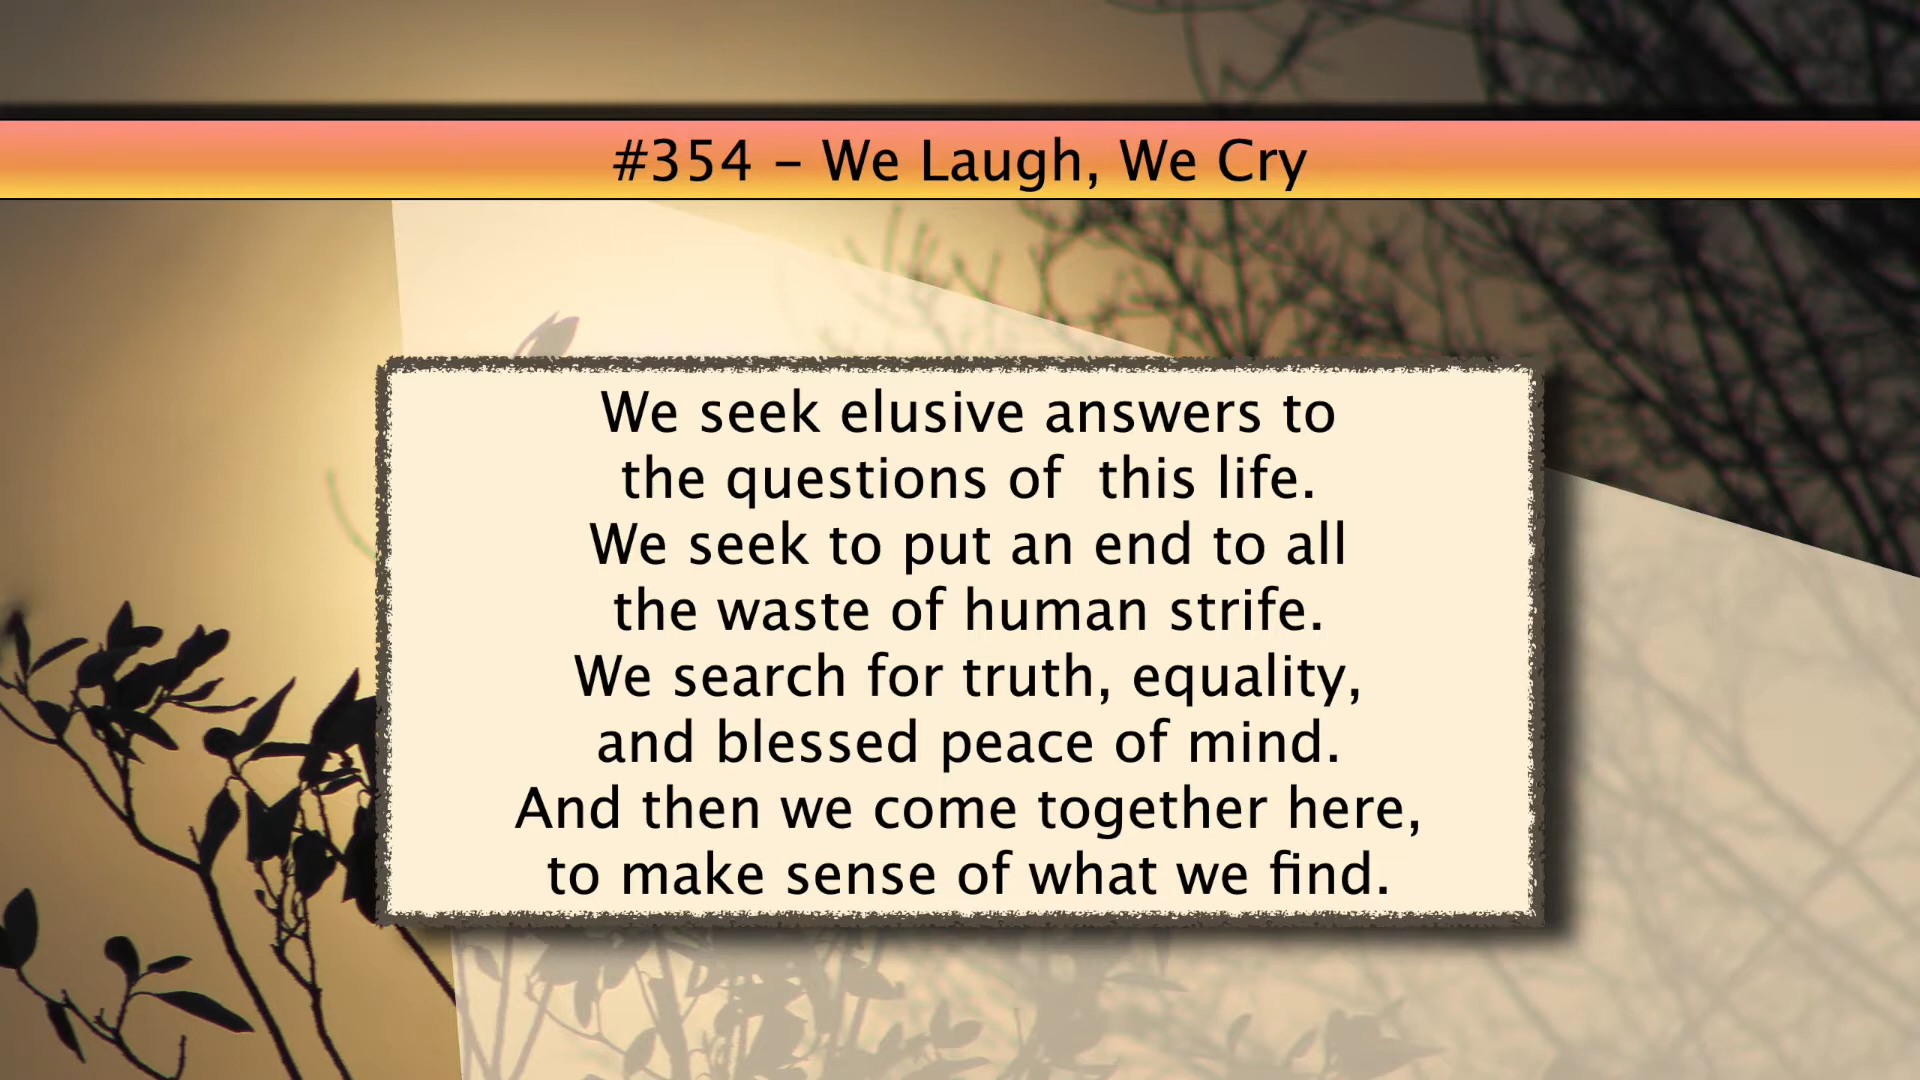 #354 – We Laugh, We Cry
We seek elusive answers to
the questions of  this life.
We seek to put an end to all
the waste of human strife.
We search for truth, equality,
and blessed peace of mind.
And then we come together here,
to make sense of what we find.